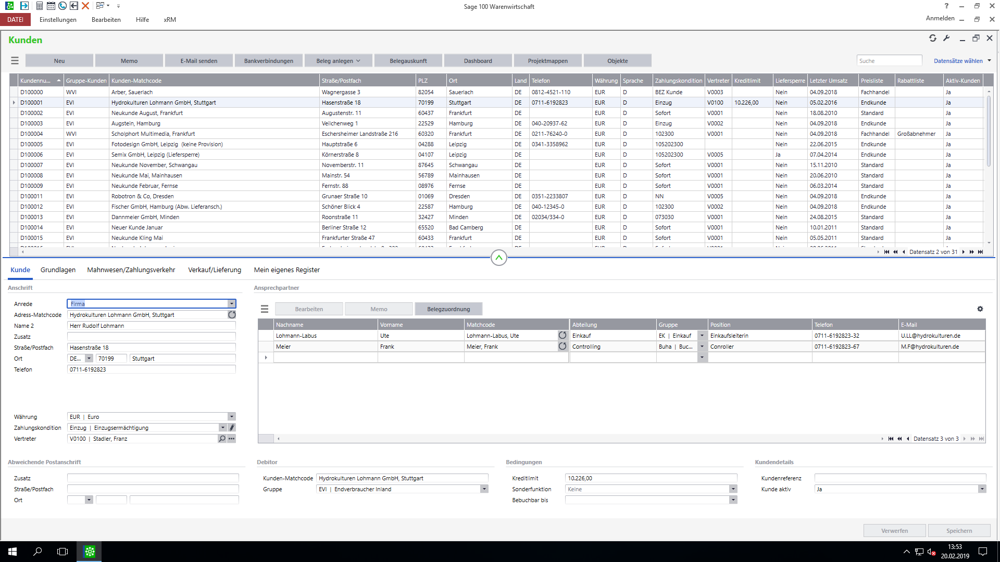 Sage 100 Warenwirtschaft
DATEI Einstellungen Bearbeiten Hilfe xRM Anmelden
Kunden
Neu Memo E-Mail senden Bankverbindungen Beleg anlegen Belegauskunft Dashboard Projektmappen Objekte Suche Datensätze wählen
Kundennu... Gruppe-Kunden Kunden-Matchcode Straße/Postfach PLZ Ort Land Telefon Währung Sprache Zahlungskondition Vertreter Kreditlimit Liefersperre Letzter Umsatz Preisliste Rabattliste Aktiv-Kunden
D100000 WVI Arber, Sauerlach Wagnergasse 3 82054 Sauerlach DE 0812-4521-110 EUR D BEZ Kunde V0003 Nein 04.09.2018 Fachhandel Ja
D100001 EVI Hydrokulturen Lohmann GmbH, Stuttgart Hasenstraße 18 70199 Stuttgart DE 0711-6192823 EUR D Einzug V0100 10.226,00 Nein 05.02.2016 Endkunde Ja
D100002 EVI Neukunde August, Frankfurt Augustenstr. 11 60437 Frankfurt DE EUR D Sofort V0001 Nein 18.08.2010 Standard Ja
D100003 EVI Augstein, Hamburg Veilchenweg 1 22529 Hamburg DE 040-20937-62 EUR D Einzug V0002 Nein 04.09.2018 Endkunde Ja
D100004 WVI Scholphort Multimedia, Frankfurt Eschersheimer Landstraße 216 60320 Frankfurt DE 0211-76240-0 EUR D 102300 V0001 Nein 04.09.2018 Fachhandel Großabnehmer Ja
D100005 EVI Fotodesign GmbH, Leipzig (keine Provision) Hauptstraße 6 04288 Leipzig DE 0341-3358962 EUR D 105202300 Nein 22.06.2015 Endkunde Ja
D100006 EVI Semix GmbH, Leipzig (Liefersperre) Körnerstraße 8 04107 Leipzig DE EUR D 105202300 V0005 Ja 07.04.2014 Endkunde Ja
D100007 EVI Neukunde November, Schwangau Novemberstr. 11 87645 Schwangau DE EUR D Sofort V0001 Nein 15.11.2010 Standard Ja
D100008 EVI Neukunde Mai, Mainhausen Mainstr. 54 56789 Mainhausen DE EUR D Sofort V0001 Nein 20.06.2010 Standard Ja
D100009 EVI Neukunde Februar, Fernse Fernstr. 88 08976 Fernse DE EUR D Sofort V0001 Nein 06.03.2014 Standard Ja
D100011 EVI Robotron & Co, Dresden Grunaer Straße 10 01069 Dresden DE 0351-2233807 EUR D NN V0005 Nein 04.09.2018 Endkunde Ja
D100012 EVI Fischer GmbH, Hamburg (Abw. Lieferansch.) Schöner Blick 4 22587 Hamburg DE 040-12345-0 EUR D 102300 V0002 Nein 04.09.2018 Endkunde Ja
D100013 EVI Dannmeier GmbH, Minden Roonstraße 11 32427 Minden DE 02034/334-0 EUR D 073030 V0001 Nein 24.08.2015 Standard Ja
D100014 EVI Neuer Kunde Januar Berliner Straße 12 65520 Bad Camberg DE EUR D Sofort V0001 Nein 10.01.2011 Standard Ja
D100015 EVI Neukunde Kling Mai Frankfurter Straße 47 60433 Frankfurt DE EUR D Sofort V0001 Nein 05.05.2011 Standard Ja
Datensatz 2 von 31
Kunde Grundlagen Mahnwesen/Zahlungsverkehr Verkauf/Lieferung Mein eigenes Register
Anschrift
Anrede Firma
Adress-Matchcode Hydrokulturen Lohmann GmbH, Stuttgart
Name 2 Herr Rudolf Lohmann
Zusatz
Straße/Postfach Hasenstraße 18
Ort DE... 70199 Stuttgart
Telefon 0711-6192823
Währung EUR | Euro
Zahlungskondition Einzug | Einzugsermächtigung
Vertreter V0100 | Stadler, Franz
Ansprechpartner
Bearbeiten Memo Belegzuordnung
Nachname Vorname Matchcode Abteilung Gruppe Position Telefon E-Mail
Lohmann-Labus Ute Lohmann-Labus, Ute Einkauf EK | Einkauf Einkaufsleiterin 0711-6192823-32 U.LL@hydrokulturen.de
Meier Frank Meier, Frank Controlling Buha | Buc... Conroller 0711-6192823-67 M.F@hydrokulturen.de
Datensatz 3 von 3
Abweichende Postanschrift
Zusatz
Straße/Postfach
Ort
Debitor
Kunden-Matchcode Hydrokulturen Lohmann GmbH, Stuttgart
Gruppe EVI | Endverbraucher Inland
Bedingungen
Kreditlimit 10.226,00
Sonderfunktion Keine
Bebuchbar bis
Kundendetails
Kundenreferenz
Kunde aktiv Ja
Verwerfen Speichern
13:53
20.02.2019